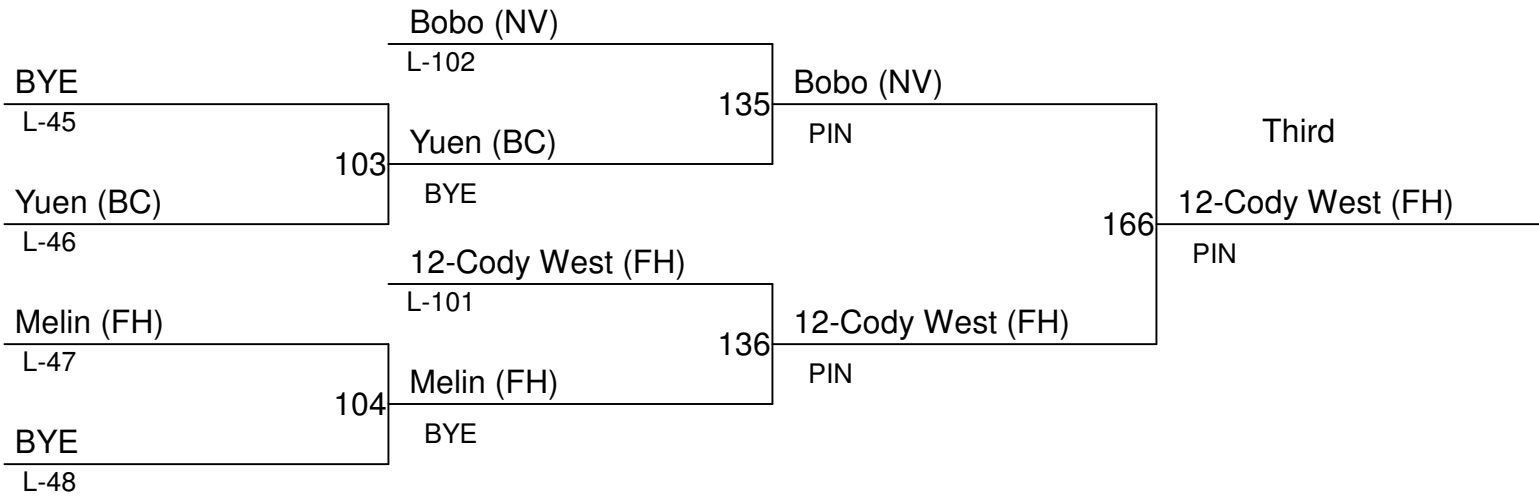 Bobo (NV)
L-102
BYE
L-45
135
Bobo (NV)
PIN
Third
103
Yuen (BC)
BYE
Yuen (BC)
L-46
166
12-Cody West (FH)
PIN
12-Cody West (FH)
L-101
Melin (FH)
L-47
136
12-Cody West (FH)
PIN
104
Melin (FH)
BYE
BYE
L-48